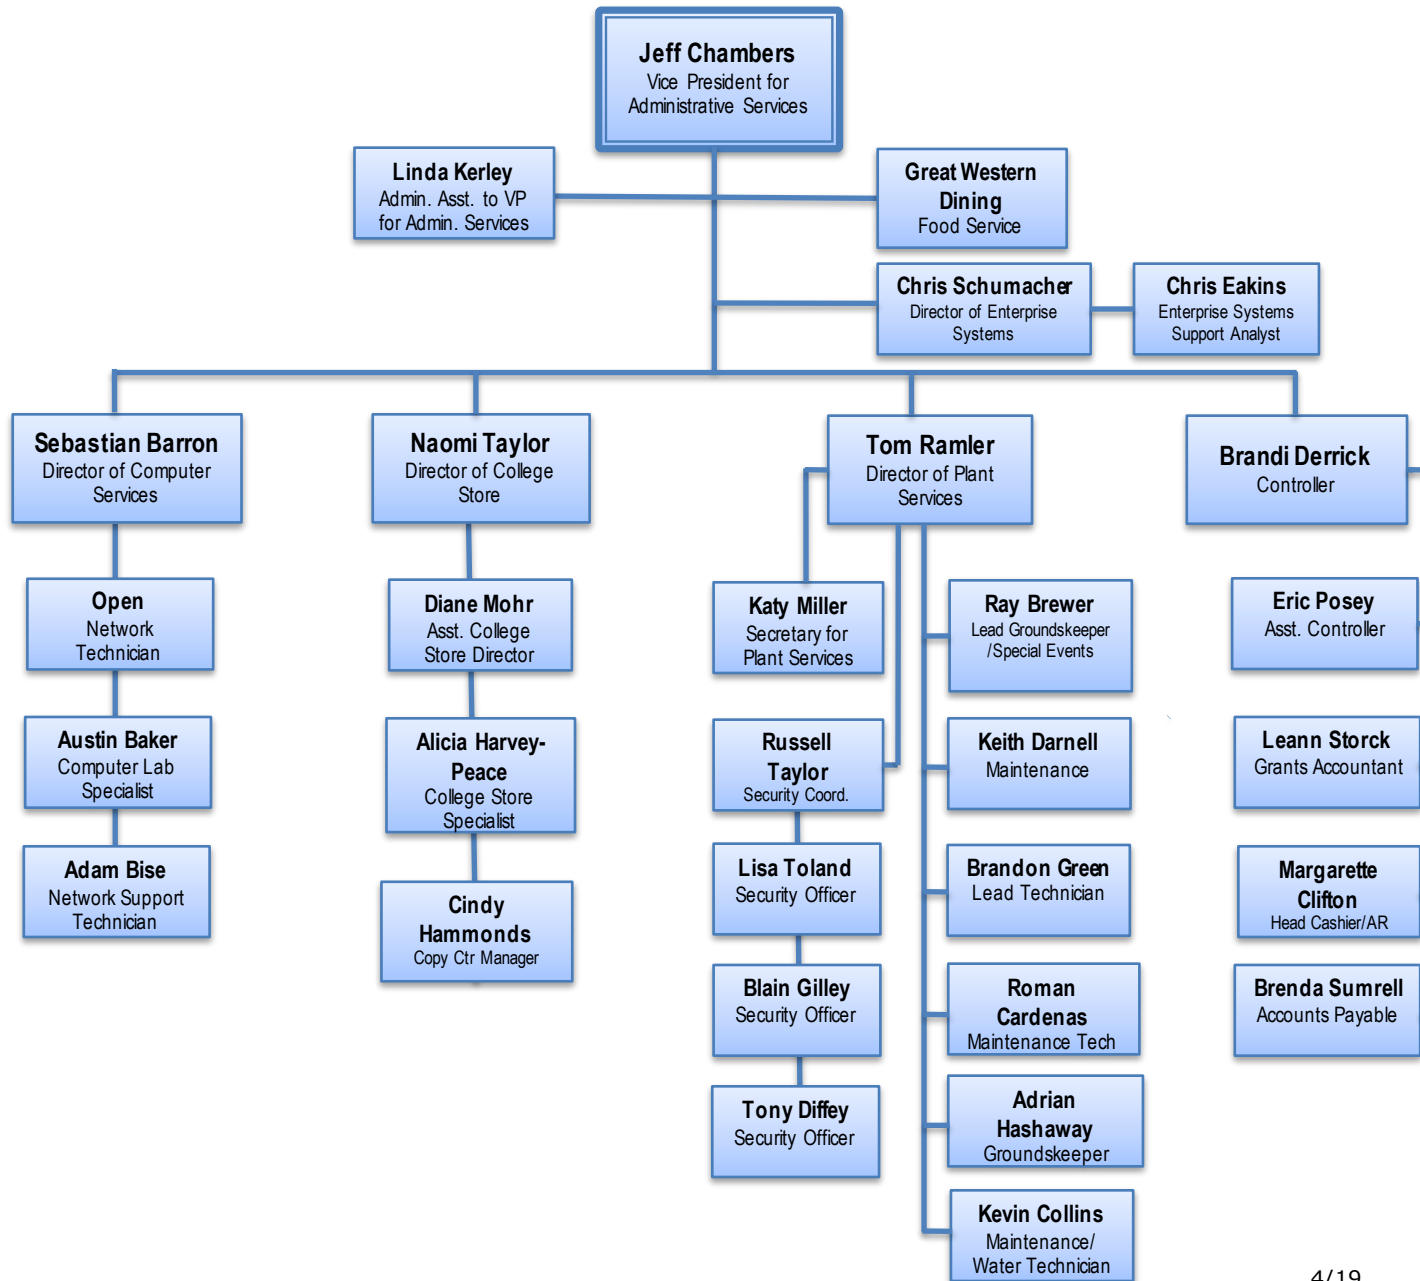 Jeff Chambers
Vice President for
Administrative Services
Linda Kerley
Admin. Asst. to VP
for Admin. Services
Great Western
Dining
Food Service
Chris Schumacher
Director of Enterprise
Systems
Chris Eakins
Enterprise Systems
Support Analyst
Sebastian Barron
Director of Computer
Services
Naomi Taylor
Director of College
Store
Tom Ramler
Director of Plant
Services
Brandi Derrick
Controller
Open
Network
Technician
Austin Baker
Computer Lab
Specialist
Adam Bise
Network Support
Technician
Diane Mohr
Asst. College
Store Director
Alicia Harvey-
Peace
College Store
Specialist
Cindy
Hammonds
Copy Ctr Manager
Katy Miller
Secretary for
Plant Services
Russell
Taylor
Security Coord.
Lisa Toland
Security Officer
Blain Gilley
Security Officer
Tony Diffey
Security Officer
Ray Brewer
Lead Groundskeeper
/Special Events
Keith Darnell
Maintenance
Brandon Green
Lead Technician
Roman
Cardenas
Maintenance Tech
Adrian
Hashaway
Groundskeeper
Kevin Collins
Maintenance/
Water Technician
Eric Posey
Asst. Controller
Leann Storck
Grants Accountant
Margarette
Clifton
Head Cashier/AR
Brenda Sumrell
Accounts Payable
4/19